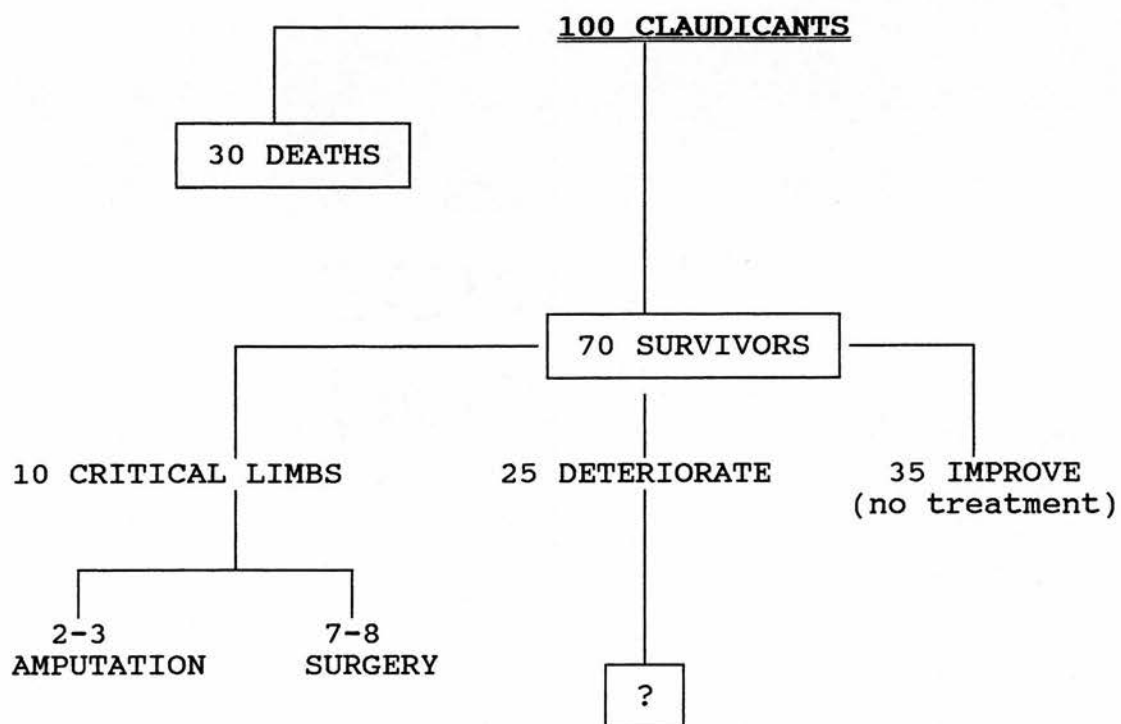 100 CLAUDICANTS
30 DEATHS
70 SURVIVORS
10 CRITICAL LIMBS
25 DETERIORATE
35 IMPROVE
(no treatment)
2-3
AMPUTATION
7-8
SURGERY
?